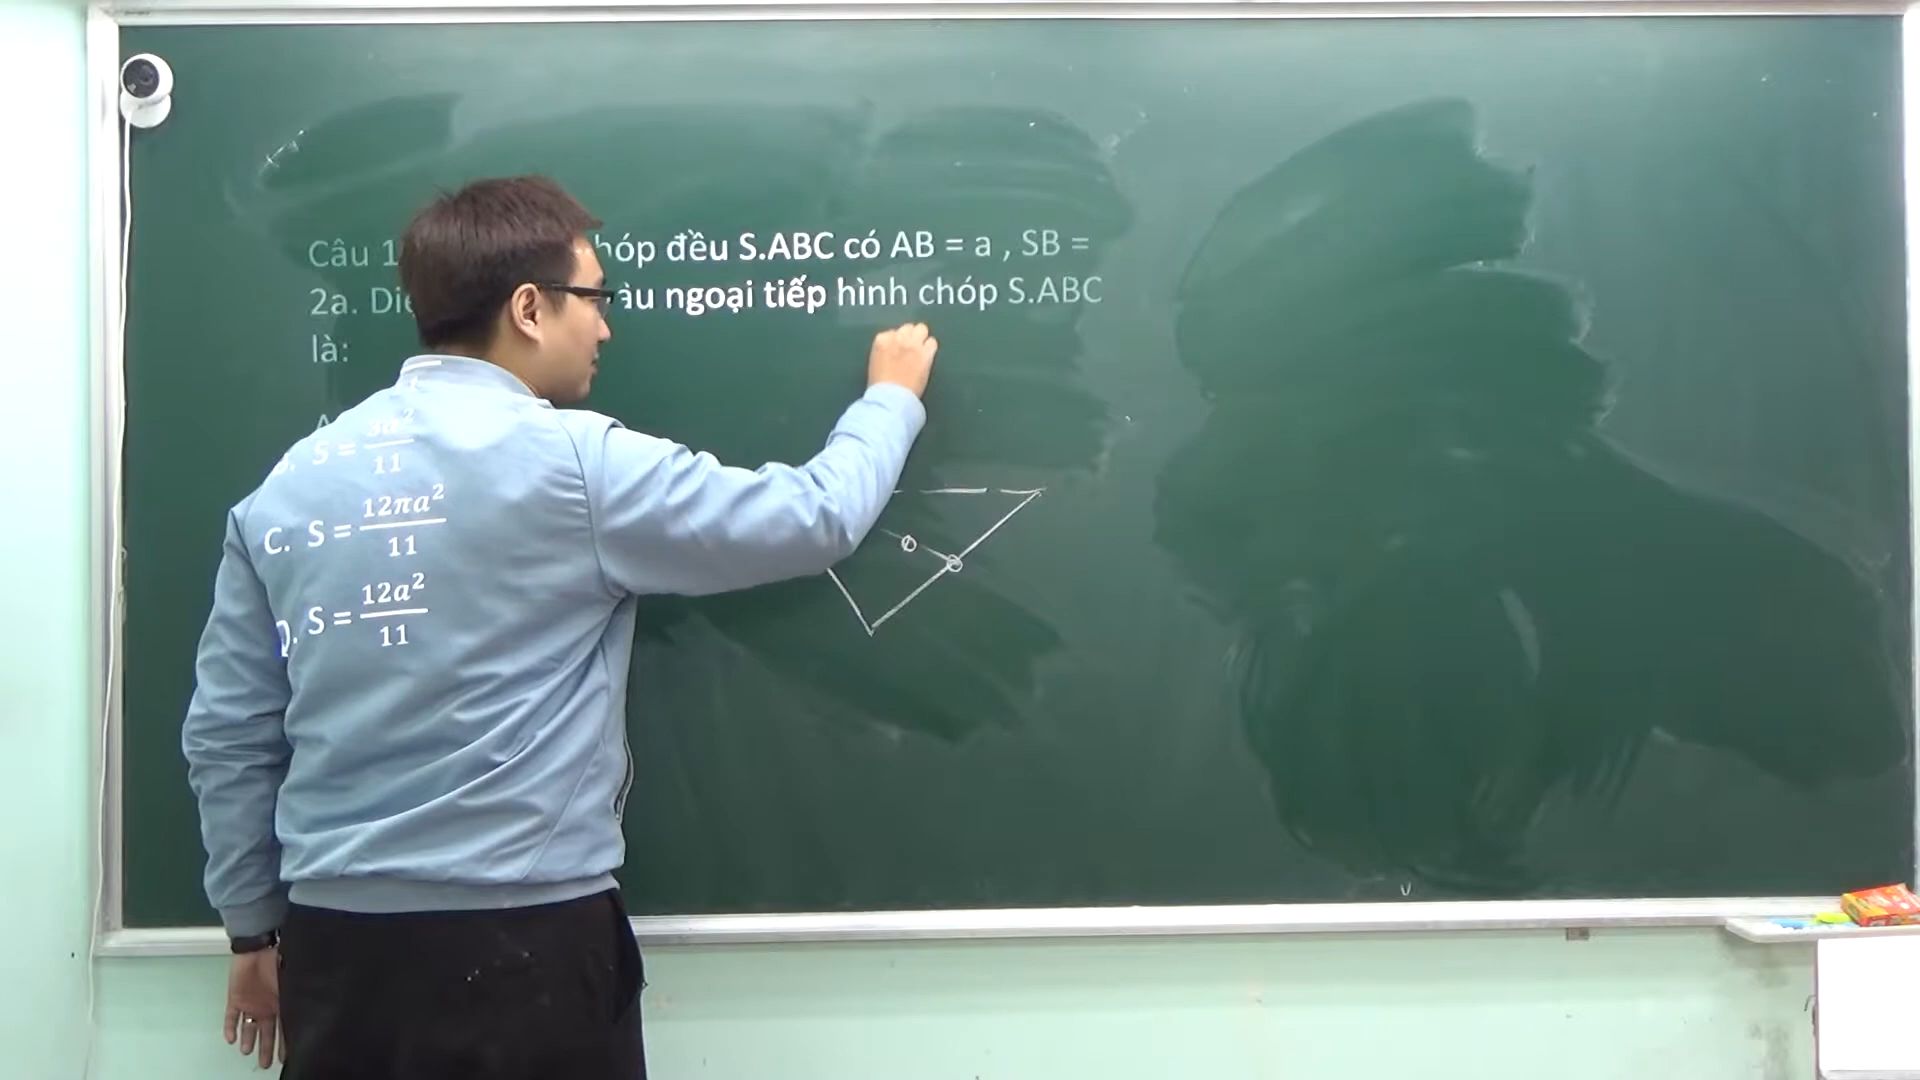 Câu 1 hóp đều S.ABC có AB = a , SB =
2a. Diệ ầu ngoại tiếp hình chóp S.ABC
là:
A
B. S = 3a²/11
C. S = 12πa²/11
D. S = 12a²/11